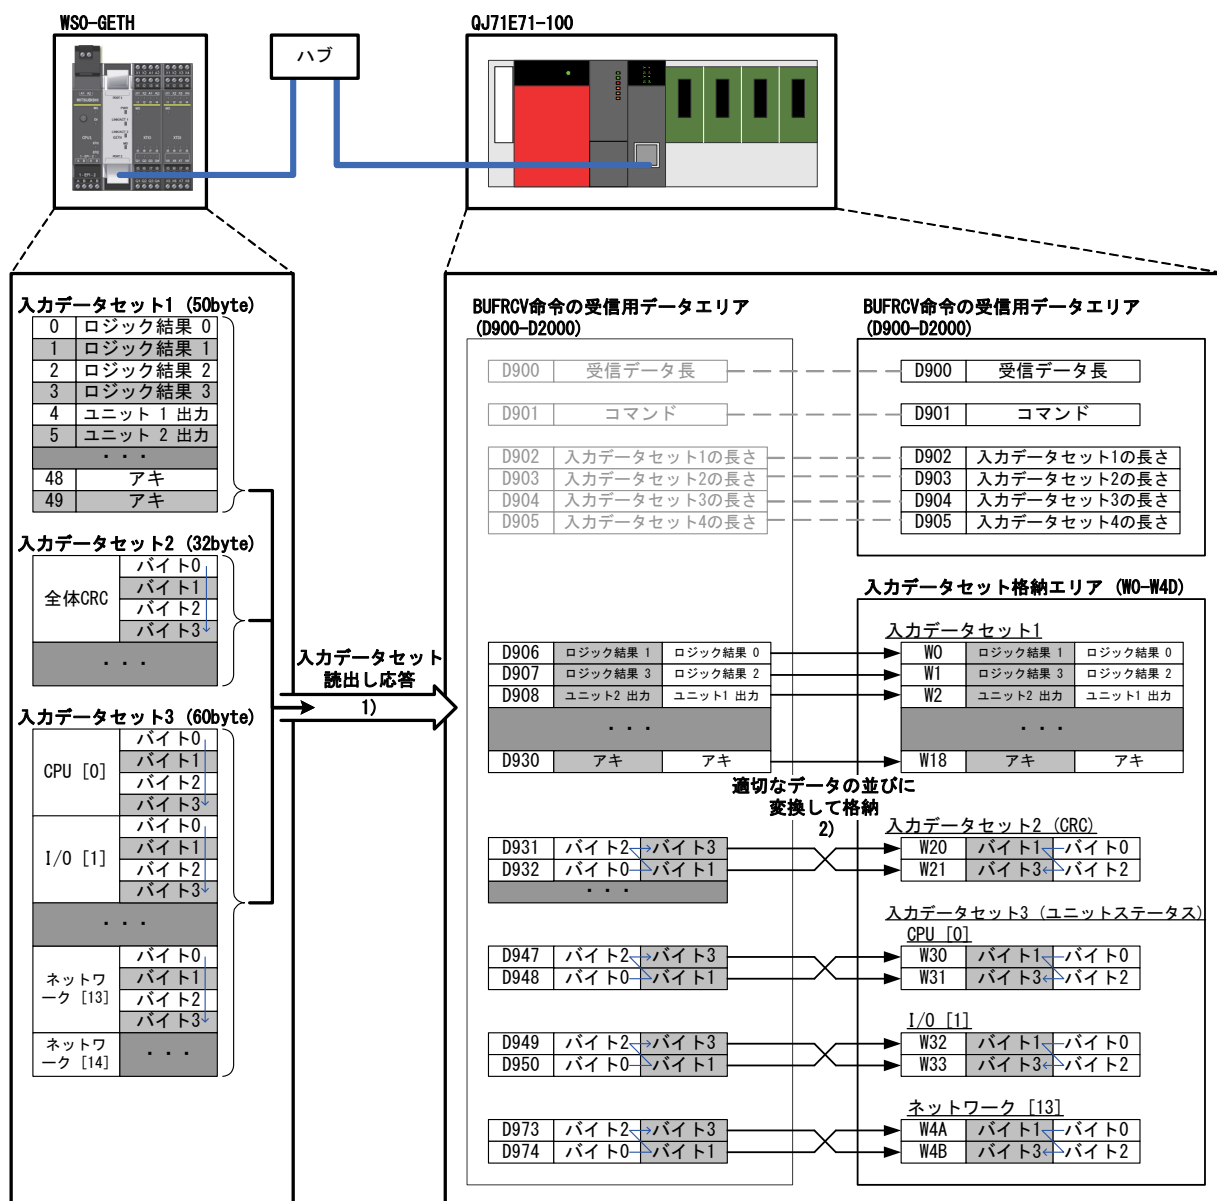 WS0-GETH
ハブ
QJ71E71-100
入力データセット1 (50byte)
0 ロジック結果 0
1 ロジック結果 1
2 ロジック結果 2
3 ロジック結果 3
4 ユニット 1 出力
5 ユニット 2 出力
・・・
48 アキ
49 アキ
入力データセット2 (32byte)
全体CRC
バイト0
バイト1
バイト2
バイト3
・・・
入力データセット3 (60byte)
CPU [0]
バイト0
バイト1
バイト2
バイト3
I/O [1]
バイト0
バイト1
バイト2
バイト3
・・・
ネットワ
ーク [13]
バイト0
バイト1
バイト2
バイト3
ネットワ
ーク [14]
・・・
入力データセット
読出し応答
1)
BUFRCV命令の受信用データエリア
(D900-D2000)
D900 受信データ長
D901 コマンド
D902 入力データセット1の長さ
D903 入力データセット2の長さ
D904 入力データセット3の長さ
D905 入力データセット4の長さ
D906 ロジック結果 1 ロジック結果 0
D907 ロジック結果 3 ロジック結果 2
D908 ユニット2 出力 ユニット1 出力
・・・
D930 アキ アキ
適切なデータの並びに
変換して格納
2)
D931 バイト2 バイト3
D932 バイト0 バイト1
・・・
D947 バイト2 バイト3
D948 バイト0 バイト1
D949 バイト2 バイト3
D950 バイト0 バイト1
D973 バイト2 バイト3
D974 バイト0 バイト1
BUFRCV命令の受信用データエリア
(D900-D2000)
D900 受信データ長
D901 コマンド
D902 入力データセット1の長さ
D903 入力データセット2の長さ
D904 入力データセット3の長さ
D905 入力データセット4の長さ
入力データセット格納エリア (W0-W4D)
入力データセット1
W0 ロジック結果 1 ロジック結果 0
W1 ロジック結果 3 ロジック結果 2
W2 ユニット2 出力 ユニット1 出力
・・・
W18 アキ アキ
入力データセット2 (CRC)
W20 バイト1 バイト0
W21 バイト3 バイト2
入力データセット3 (ユニットステータス)
CPU [0]
W30 バイト1 バイト0
W31 バイト3 バイト2
I/O [1]
W32 バイト1 バイト0
W33 バイト3 バイト2
ネットワーク [13]
W4A バイト1 バイト0
W4B バイト3 バイト2